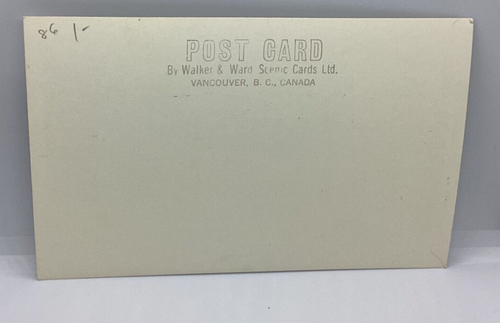 86 1-
POST CARD
By Walker & Ward Scenic Cards Ltd.
VANCOUVER, B. C., CANADA